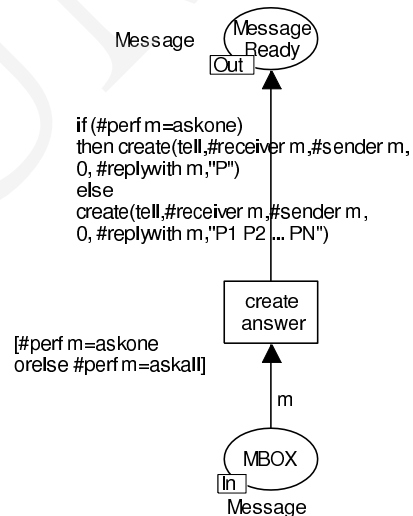 Message
Message
Ready
Out
if (#perf m=askone)
then create(tell,#receiver m,#sender m,
0, #replywith m,"P")
else
create(tell,#receiver m,#sender m,
0, #replywith m,"P1 P2 ... PN")
create
answer
[#perf m=askone
orelse #perf m=askall]
m
MBOX
In
Message